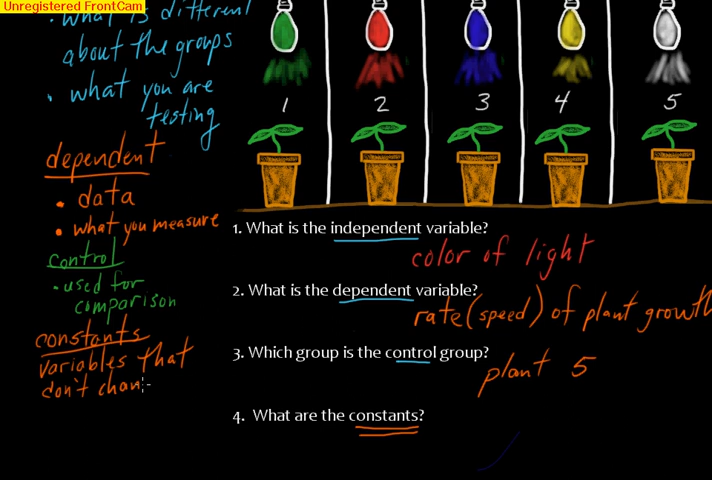 Unregistered FrontCam
• what is different
about the groups
• what you are
testing
1 2 3 4 5
dependent
• data
• what you measure
control
• used for
comparison
constants
variables that
don't chan
1. What is the independent variable?
color of light
2. What is the dependent variable?
rate (speed) of plant growth
3. Which group is the control group?
plant 5
4. What are the constants?